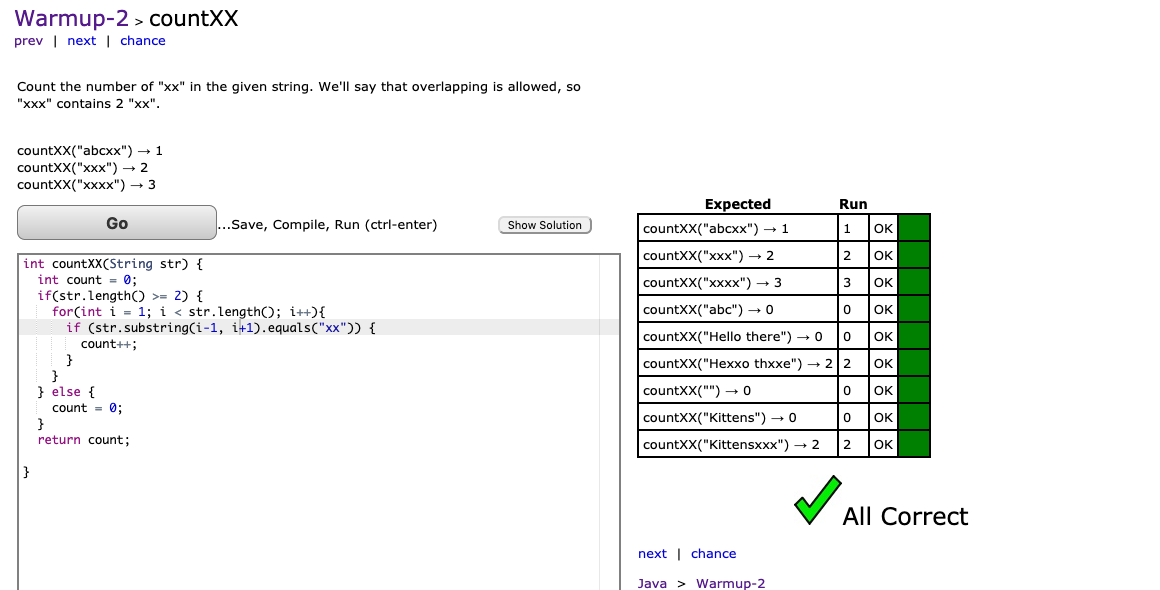 Warmup-2 > countXX
prev | next | chance
Count the number of "xx" in the given string. We'll say that overlapping is allowed, so
"xxx" contains 2 "xx".
countXX("abcxx") → 1
countXX("xxx") → 2
countXX("xxxx") → 3
Go
...Save, Compile, Run (ctrl-enter)
Show Solution
int countXX(String str) {
  int count = 0;
  if(str.length() >= 2) {
    for(int i = 1; i < str.length(); i++){
      if (str.substring(i-1, i+1).equals("xx")) {
        count++;
      }
    }
  } else {
    count = 0;
  }
  return count;
}
Expected Run
countXX("abcxx") → 1 1 OK
countXX("xxx") → 2 2 OK
countXX("xxxx") → 3 3 OK
countXX("abc") → 0 0 OK
countXX("Hello there") → 0 0 OK
countXX("Hexxo thxxe") → 2 2 OK
countXX("") → 0 0 OK
countXX("Kittens") → 0 0 OK
countXX("Kittensxxx") → 2 2 OK
All Correct
next | chance
Java > Warmup-2